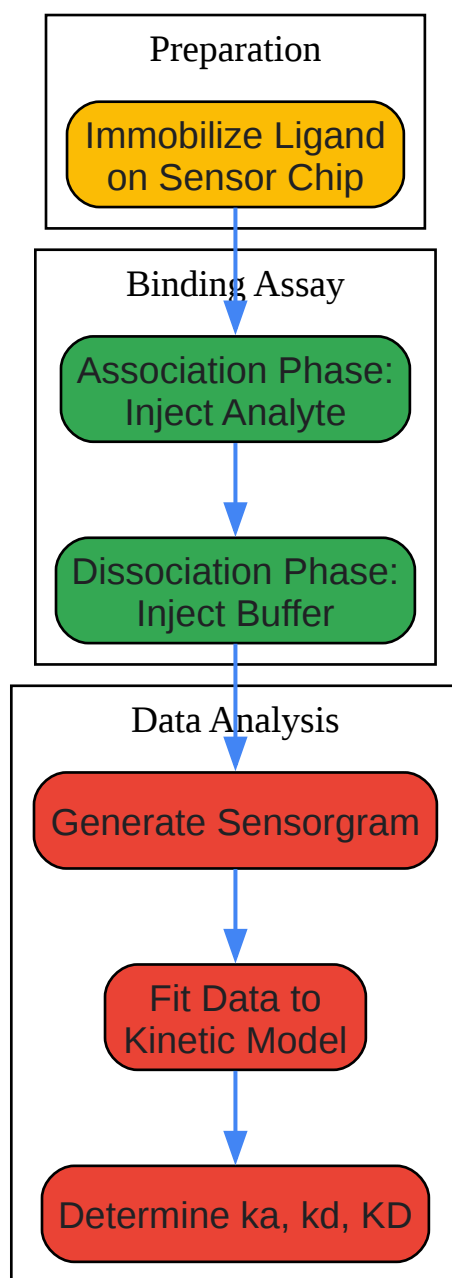 Preparation
Immobilize Ligand
on Sensor Chip
Binding Assay
Association Phase:
Inject Analyte
Dissociation Phase:
Inject Buffer
Data Analysis
Generate Sensorgram
Fit Data to
Kinetic Model
Determine ka, kd, KD